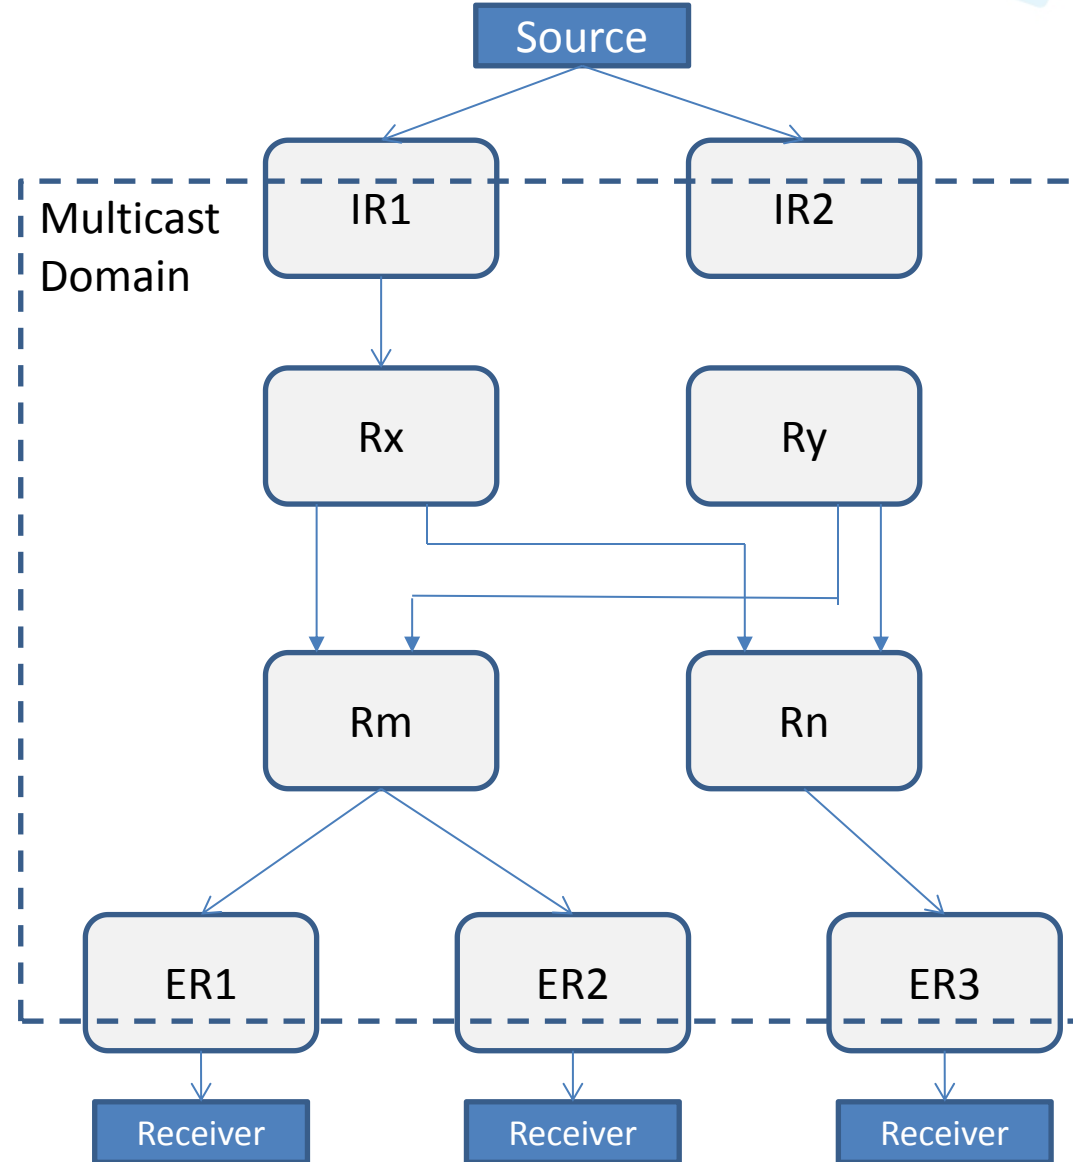 Source
IR1
IR2
Multicast
Domain
Rx
Ry
Rm
Rn
ER1
ER2
ER3
Receiver
Receiver
Receiver